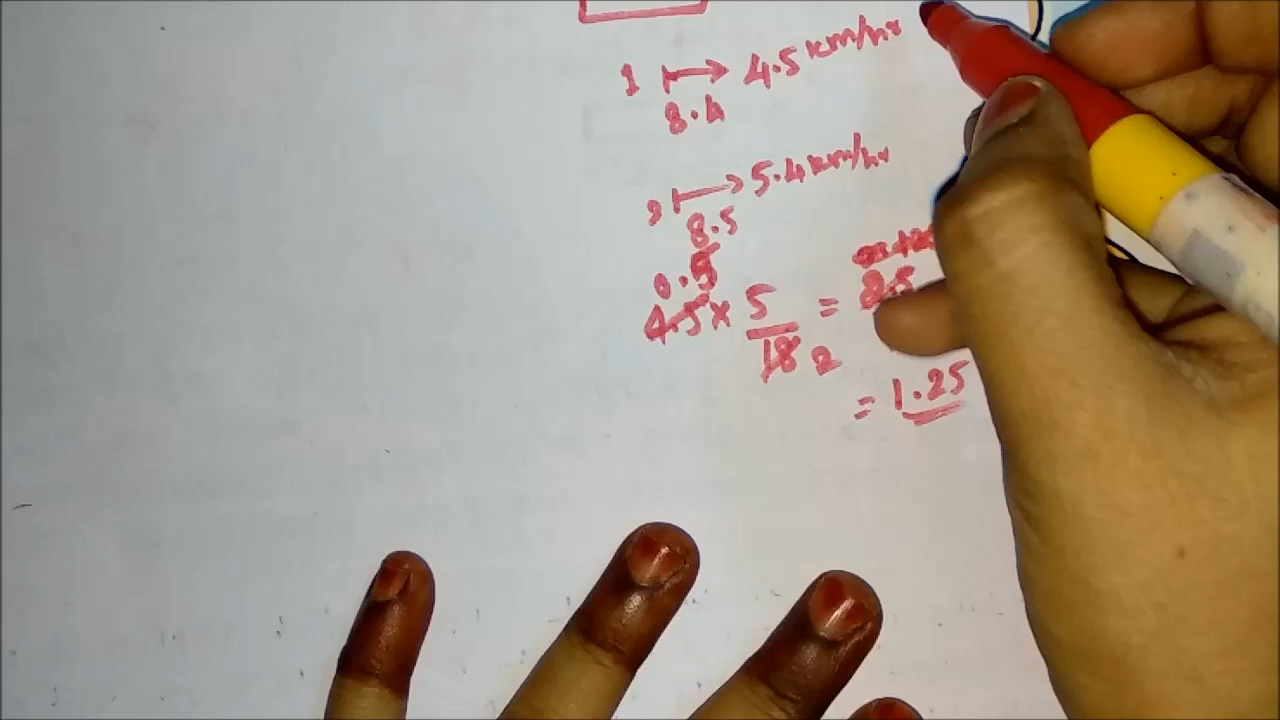 1 4.5 km/hr
8.4
2 5.4 km/hr
8.5
0.5
4.5 × 5/18 2 = 2.5
= 1.25